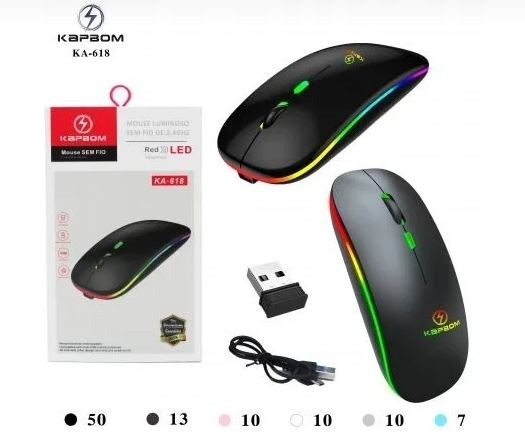 KAPBOM
KA-618
KAPBOM
Mouse SEM FIO
MOUSE LUMINOSO
SEM FIO DE 2.4GHZ
LED
KA-618
KAPBOM
50
13
10
10
10
7